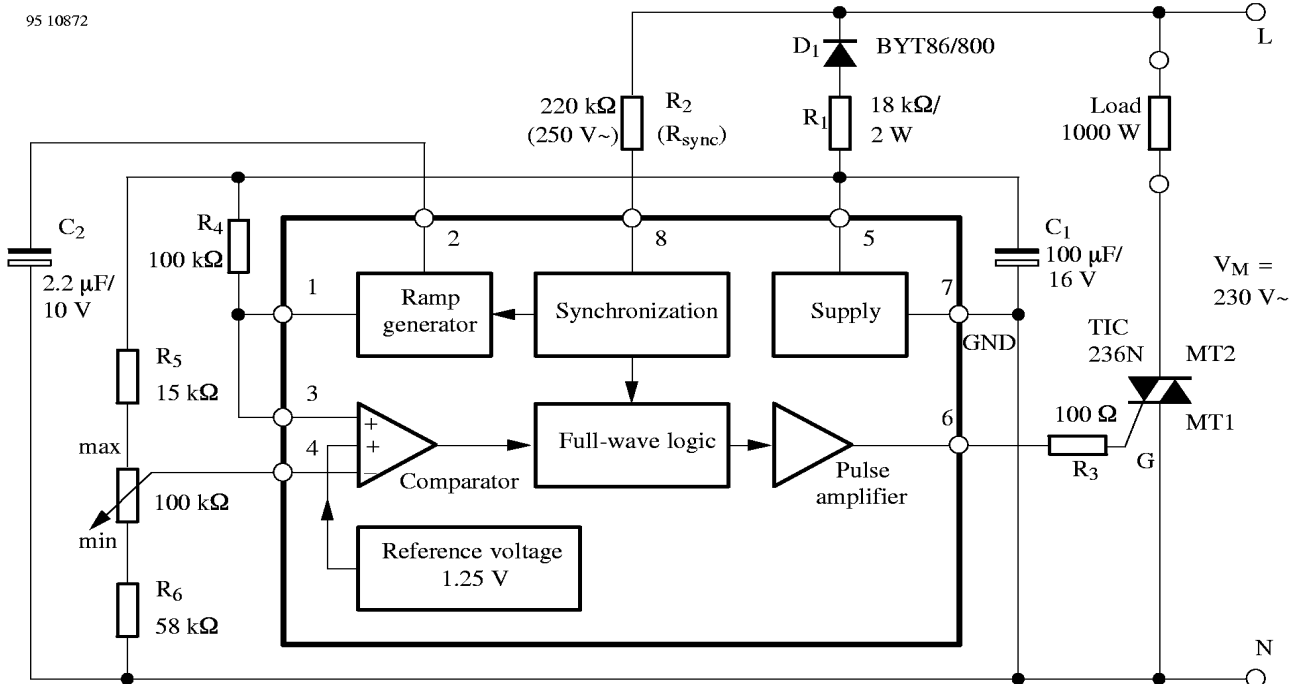 95 10872
L
D1
BYT86/800
220 kΩ
(250 V~)
R2
(Rsync)
R1
18 kΩ/
2 W
Load
1000 W
C2
2.2 μF/
10 V
R4
100 kΩ
2
8
5
C1
100 μF/
16 V
VM =
230 V~
1
Ramp
generator
Synchronization
Supply
7
GND
TIC
236N
MT2
MT1
R5
15 kΩ
3
+
4
+
−
Comparator
Full-wave logic
Pulse
amplifier
6
100 Ω
R3
G
max
100 kΩ
min
Reference voltage
1.25 V
R6
58 kΩ
N